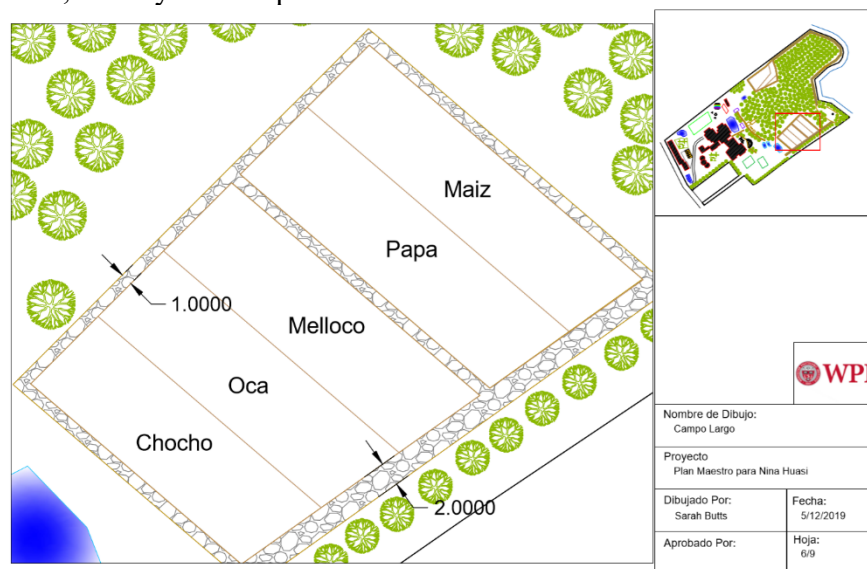 Maiz
Papa
1.0000
Melloco
Oca
Chocho
2.0000
Nombre de Dibujo:
Campo Largo
Proyecto
Plan Maestro para Nina Huasi
Dibujado Por:
Sarah Butts
Fecha:
5/12/2019
Aprobado Por:
Hoja:
6/9